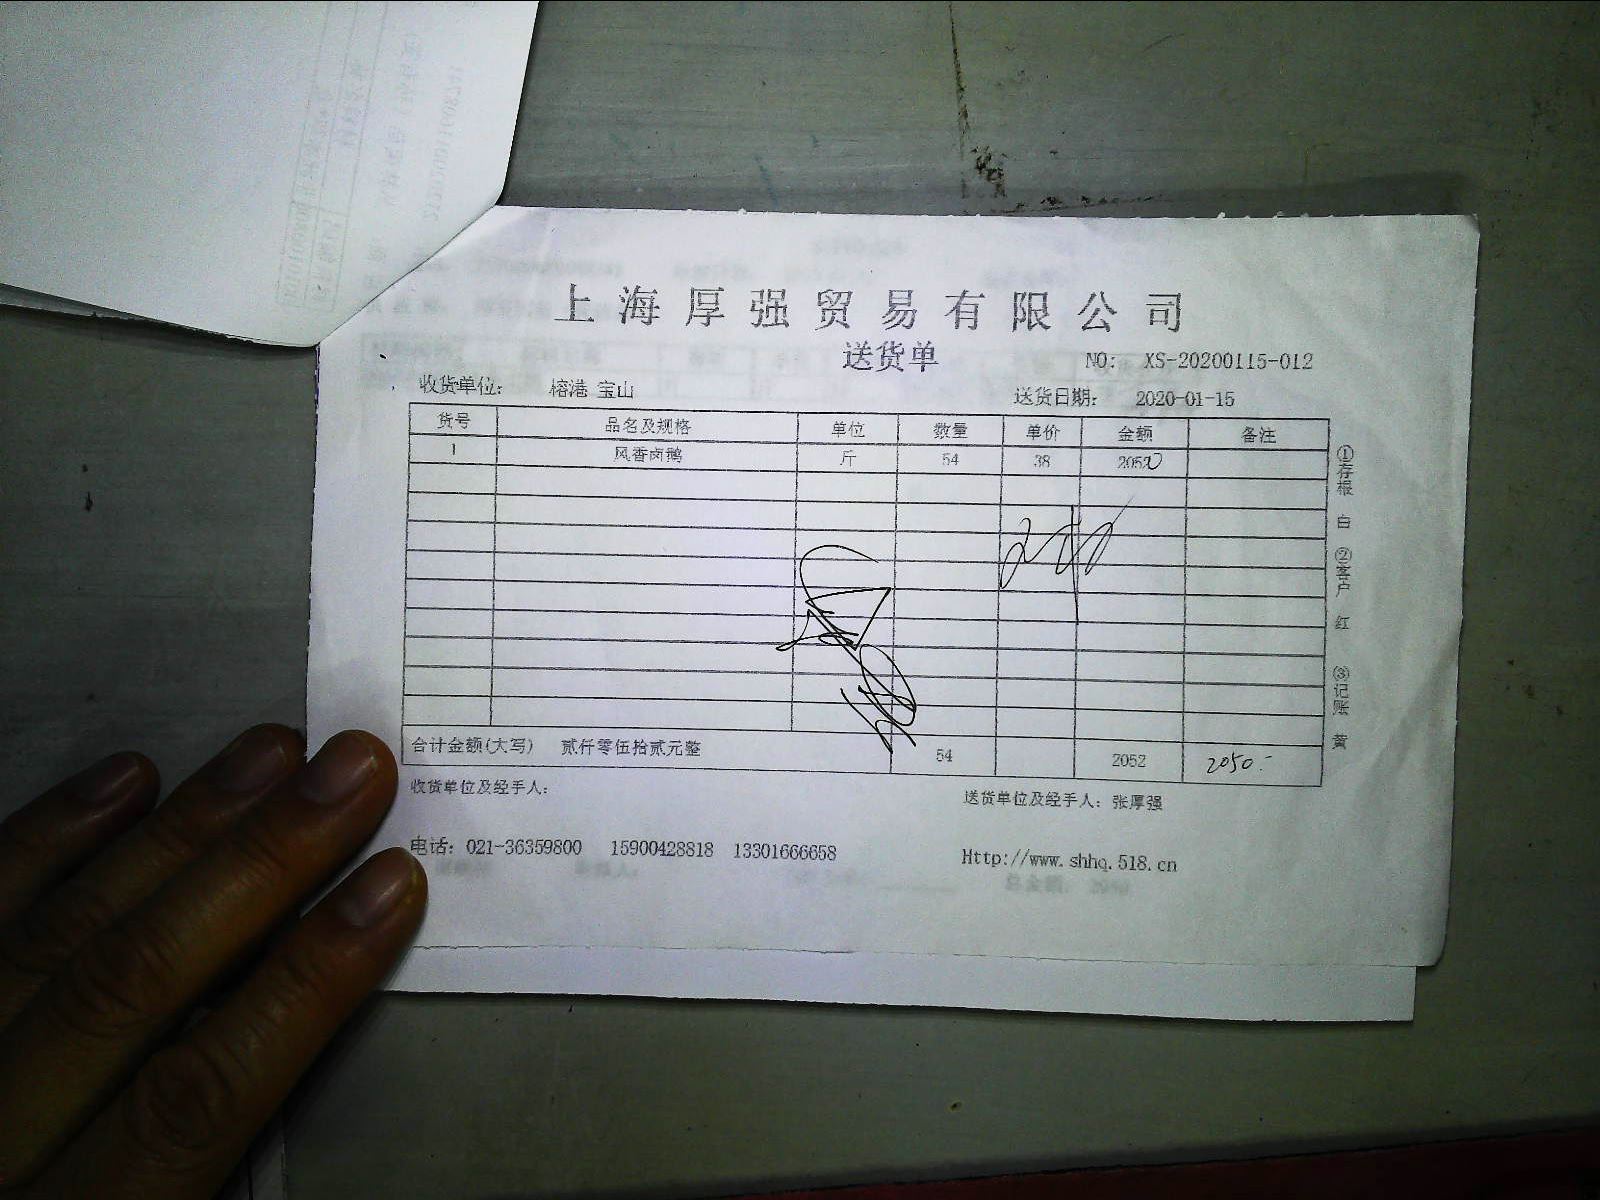 上海厚强贸易有限公司
送货单
NO: XS-20200115-012
收货单位: 榕港 宝山
送货日期: 2020-01-15
货号 品名及规格 单位 数量 单价 金额 备注
1 风香卤鹅 斤 54 38 2050
合计金额(大写) 贰仟零伍拾贰元整 54 2052 2050.-
收货单位及经手人:
送货单位及经手人: 张厚强
电话: 021-36359800 15900428818 13301666658
Http://www.shhq.518.cn
①存根 白 ②客户 红 ③记账 黄